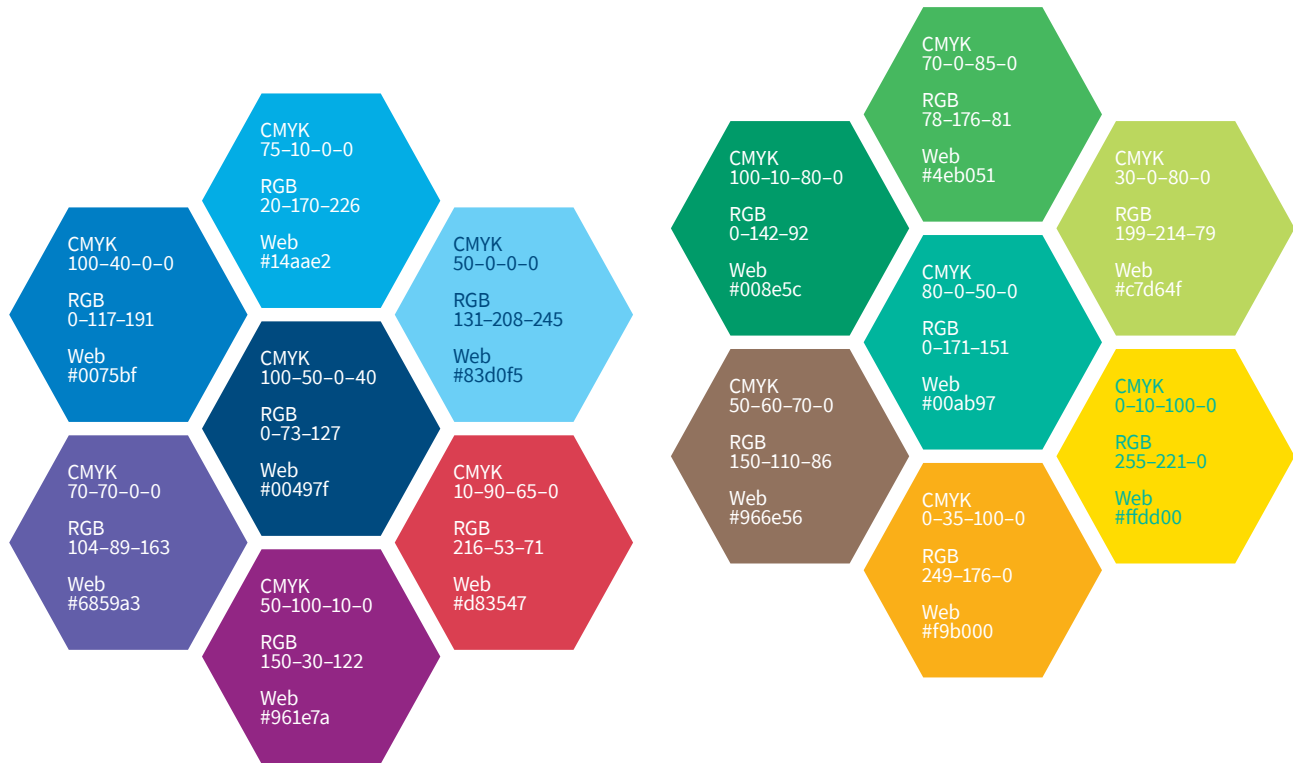 CMYK
75–10–0–0
RGB
20–170–226
Web
#14aae2
CMYK
100–40–0–0
RGB
0–117–191
Web
#0075bf
CMYK
50–0–0–0
RGB
131–208–245
Web
#83d0f5
CMYK
100–50–0–40
RGB
0–73–127
Web
#00497f
CMYK
70–70–0–0
RGB
104–89–163
Web
#6859a3
CMYK
10–90–65–0
RGB
216–53–71
Web
#d83547
CMYK
50–100–10–0
RGB
150–30–122
Web
#961e7a
CMYK
70–0–85–0
RGB
78–176–81
Web
#4eb051
CMYK
100–10–80–0
RGB
0–142–92
Web
#008e5c
CMYK
30–0–80–0
RGB
199–214–79
Web
#c7d64f
CMYK
80–0–50–0
RGB
0–171–151
Web
#00ab97
CMYK
50–60–70–0
RGB
150–110–86
Web
#966e56
CMYK
0–10–100–0
RGB
255–221–0
Web
#ffdd00
CMYK
0–35–100–0
RGB
249–176–0
Web
#f9b000